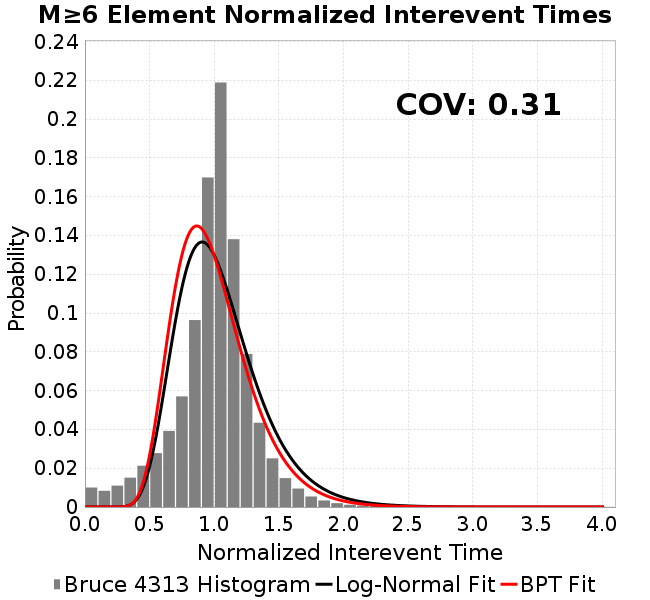 M≥6 Element Normalized Interevent Times
0.24
0.22
0.2
0.18
0.16
0.14
0.12
0.1
0.08
0.06
0.04
0.02
0
COV: 0.31
Probability
0.0 0.5 1.0 1.5 2.0 2.5 3.0 3.5 4.0
Normalized Interevent Time
Bruce 4313 Histogram Log-Normal Fit BPT Fit